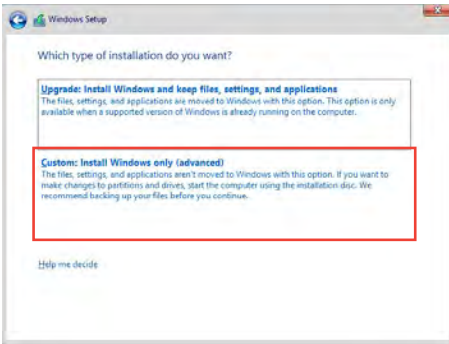 Windows Setup
Which type of installation do you want?
Upgrade: Install Windows and keep files, settings, and applications
The files, settings, and applications are moved to Windows with this option. This option is only
available when a supported version of Windows is already running on the computer.
Custom: Install Windows only (advanced)
The files, settings, and applications aren't moved to Windows with this option. If you want to
make changes to partitions and drives, start the computer using the installation disc. We
recommend backing up your files before you continue.
Help me decide